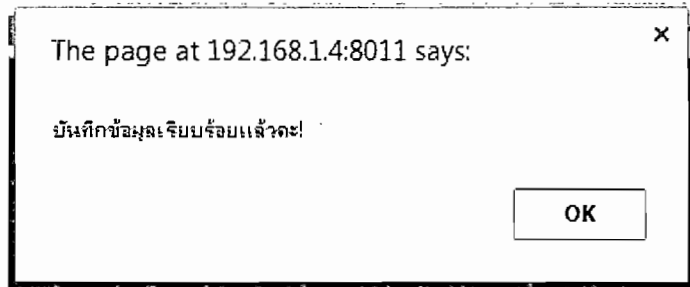 The page at 192.168.1.4:8011 says:
×
บันทึกข้อมูลเรียบร้อยแล้วคะ!
OK